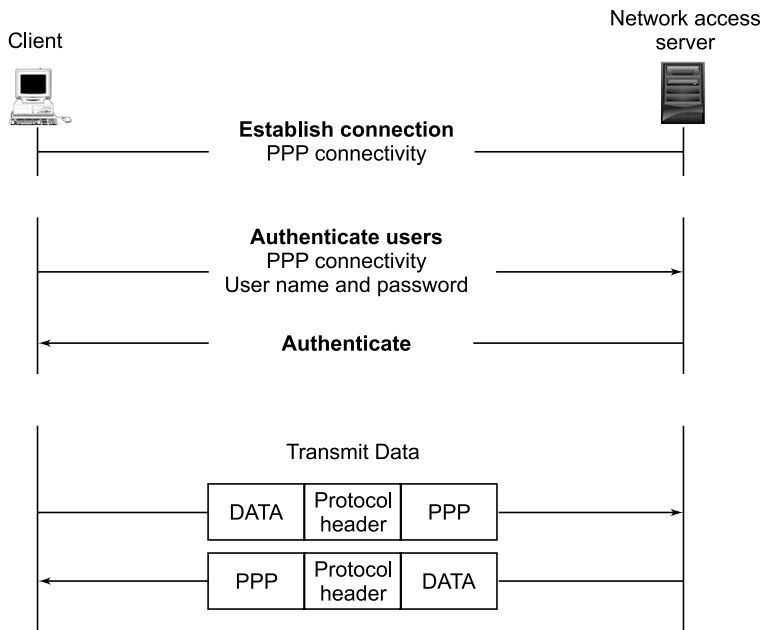 Client
Network access
server
Establish connection
PPP connectivity
Authenticate users
PPP connectivity
User name and password
Authenticate
Transmit Data
DATA
Protocol
header
PPP
PPP
Protocol
header
DATA